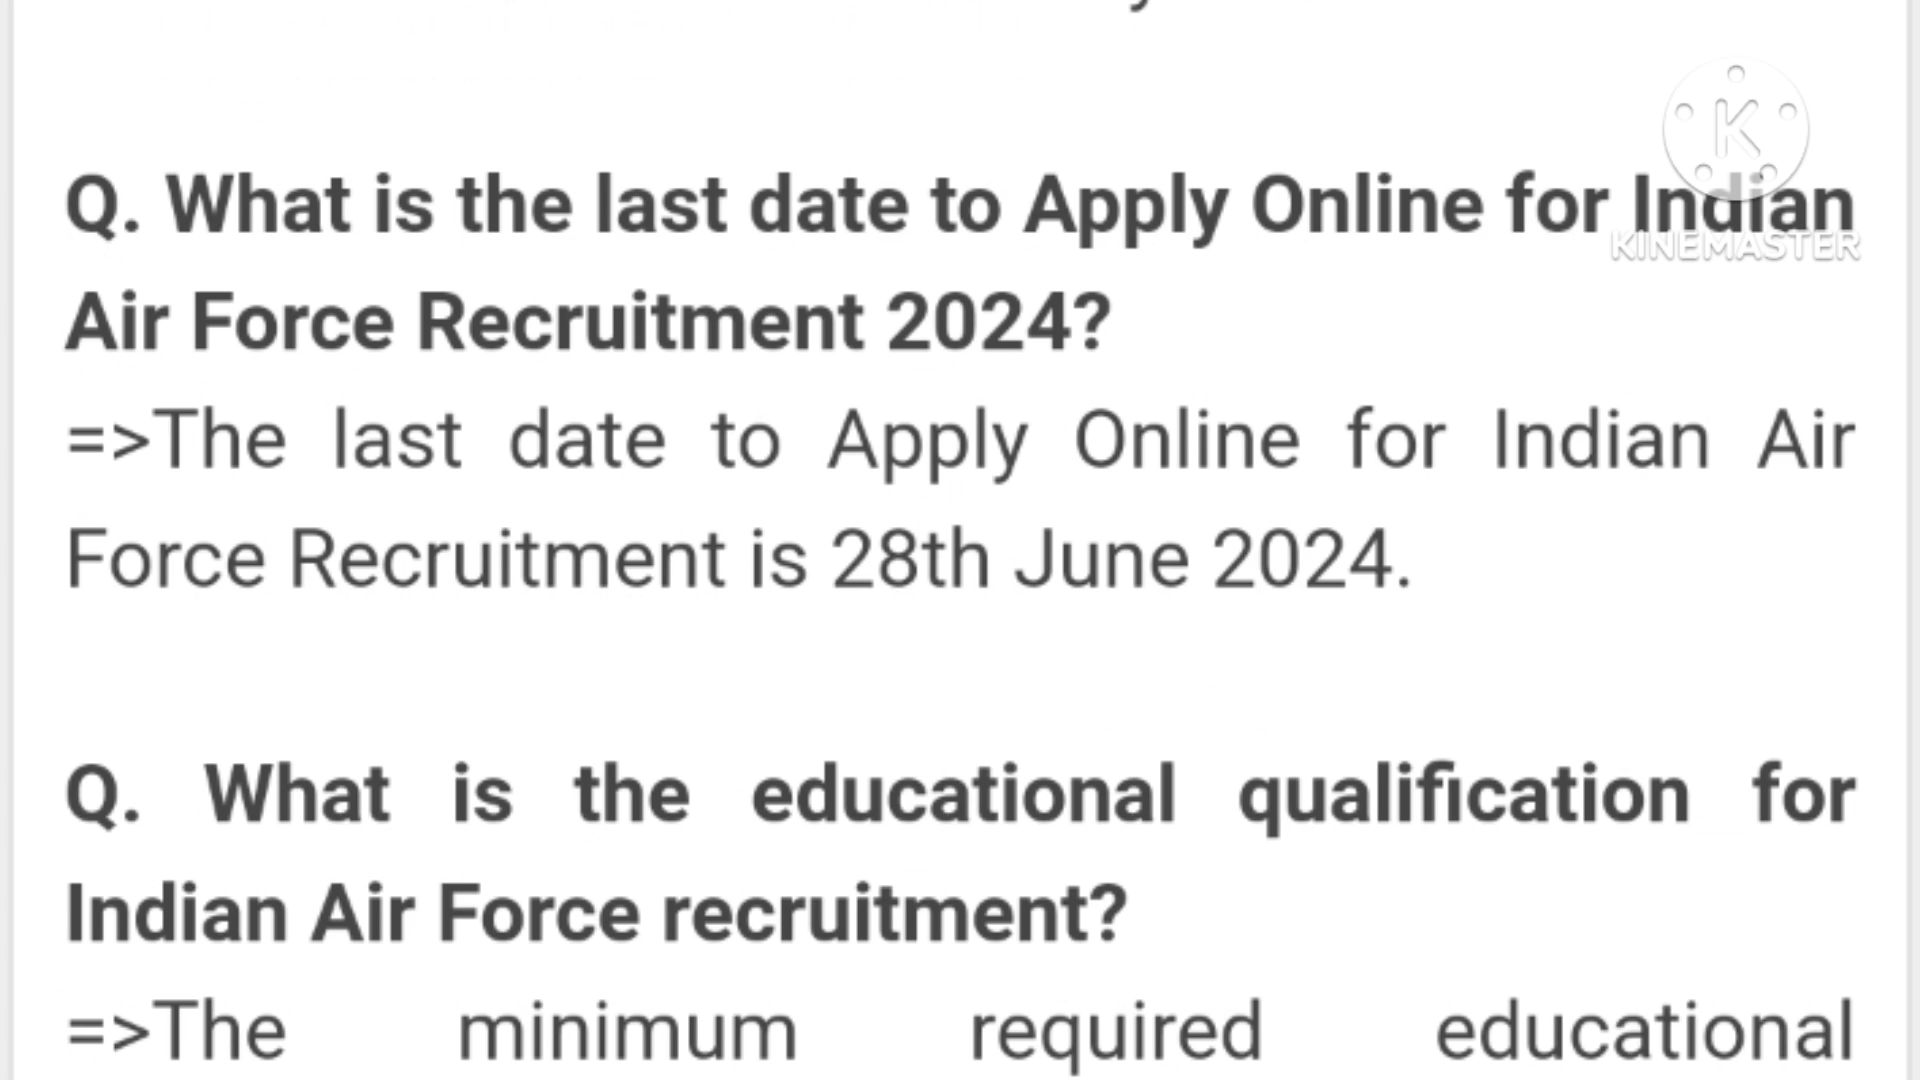 Q. What is the last date to Apply Online for Indian
Air Force Recruitment 2024?
=>The last date to Apply Online for Indian Air
Force Recruitment is 28th June 2024.
Q. What is the educational qualification for
Indian Air Force recruitment?
=>The minimum required educational
K
KINEMASTER